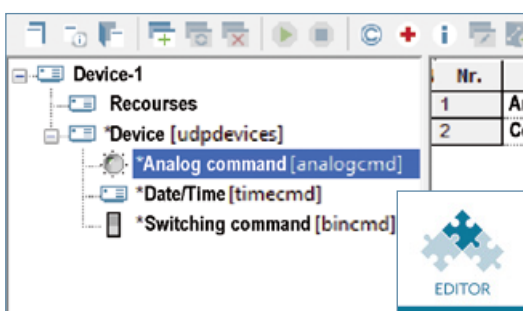 Device-1
Recourses
*Device [udpdevices]
*Analog command [analogcmd]
*Date/Time [timecmd]
*Switching command [bincmd]
Nr.
1
2
EDITOR